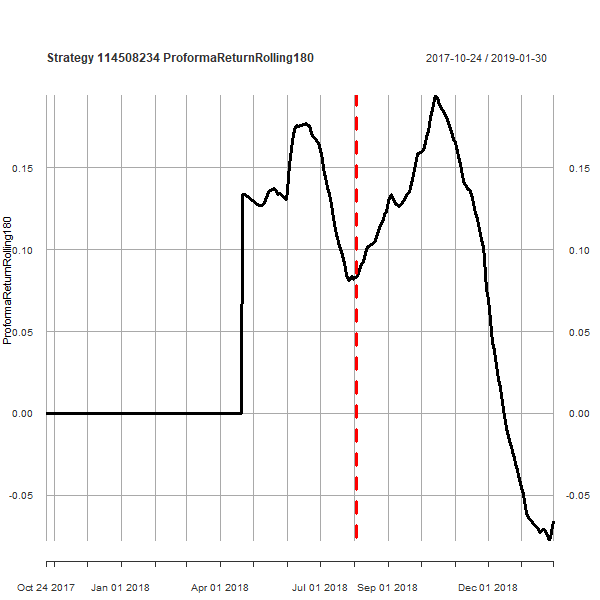 Strategy 114508234 ProformaReturnRolling180
2017-10-24 / 2019-01-30
ProformaReturnRolling180
0.15 0.15
0.10 0.10
0.05 0.05
0.00 0.00
-0.05 -0.05
Oct 24 2017 Jan 01 2018 Apr 01 2018 Jul 01 2018 Sep 01 2018 Dec 01 2018